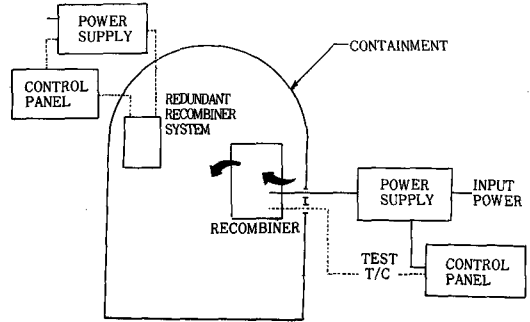 POWER
SUPPLY
CONTROL
PANEL
REDUNDANT
RECOMBINER
SYSTEM
CONTAINMENT
RECOMBINER
POWER
SUPPLY
INPUT
POWER
TEST
T/C
CONTROL
PANEL